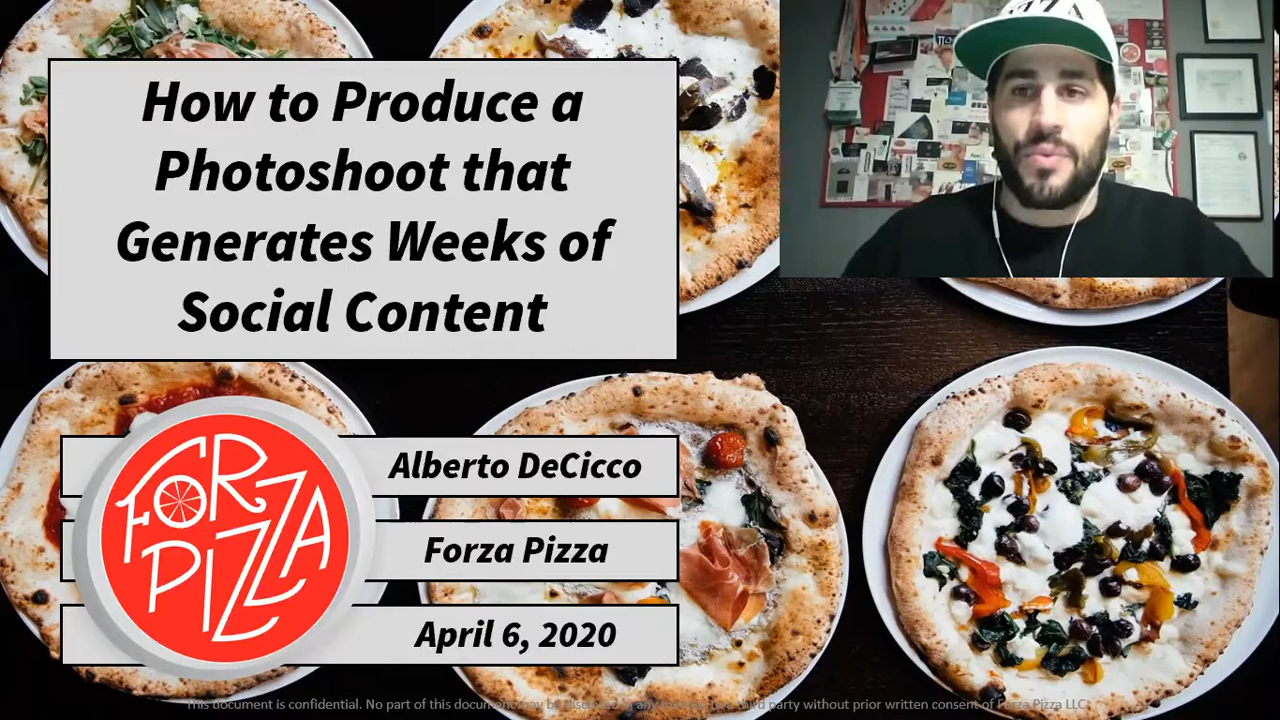 How to Produce a
Photoshoot that
Generates Weeks of
Social Content
FORZA
PIZZA
Alberto DeCicco
Forza Pizza
April 6, 2020
This document is confidential. No part of this document may be disclosed in any manner to a third party without prior written consent of Forza Pizza LLC